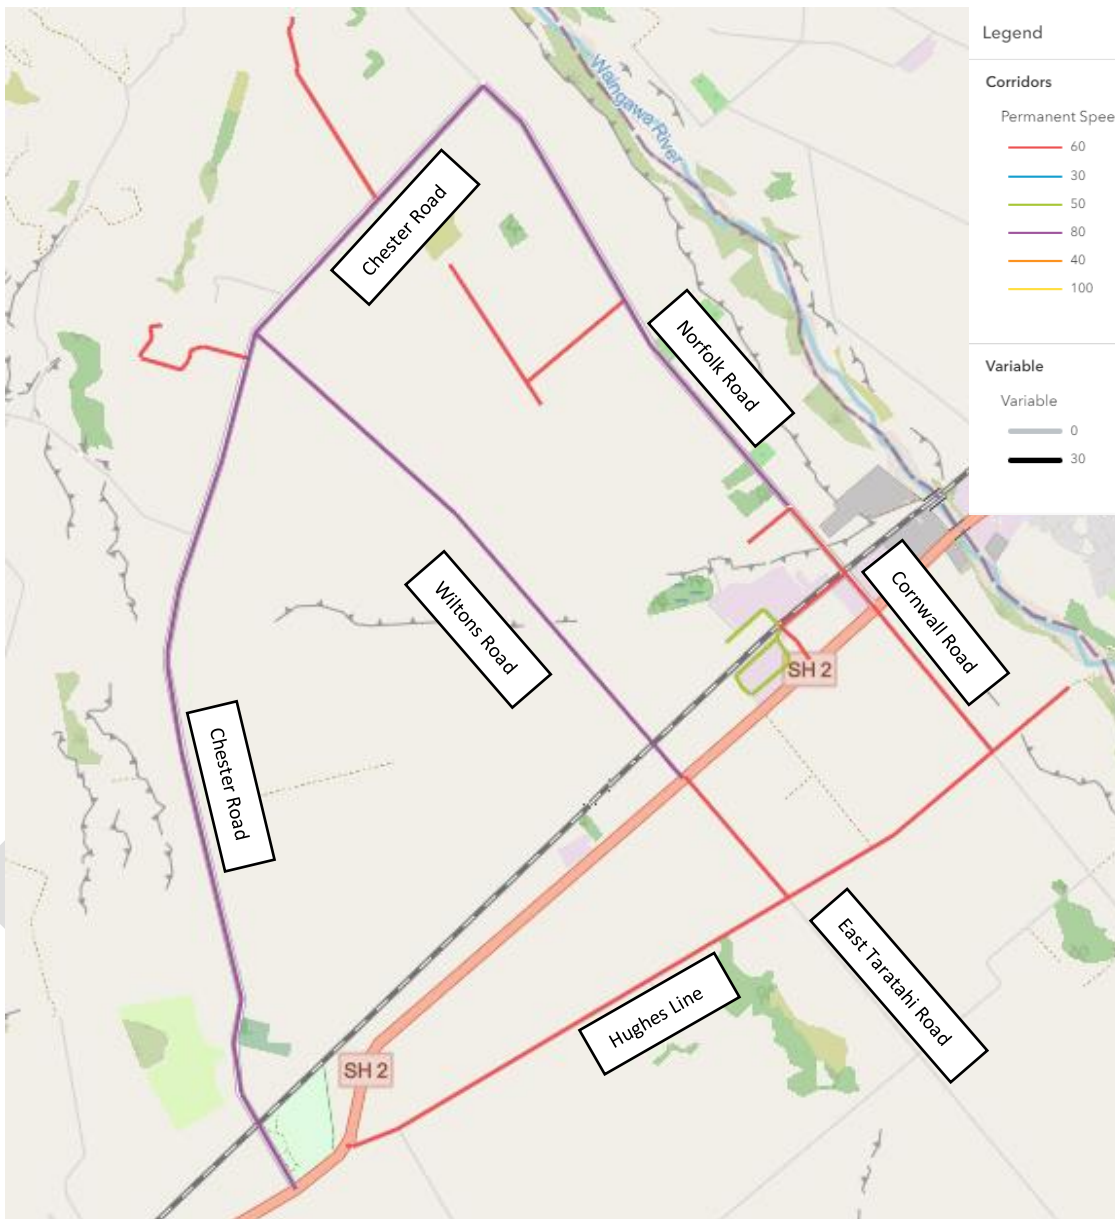 Legend
Corridors
Permanent Spee
60
30
50
80
40
100
Variable
Variable
0
30
Waingawa River
Chester Road
Norfolk Road
Wiltons Road
Cornwall Road
SH 2
Chester Road
East Taratahi Road
Hughes Line
SH 2